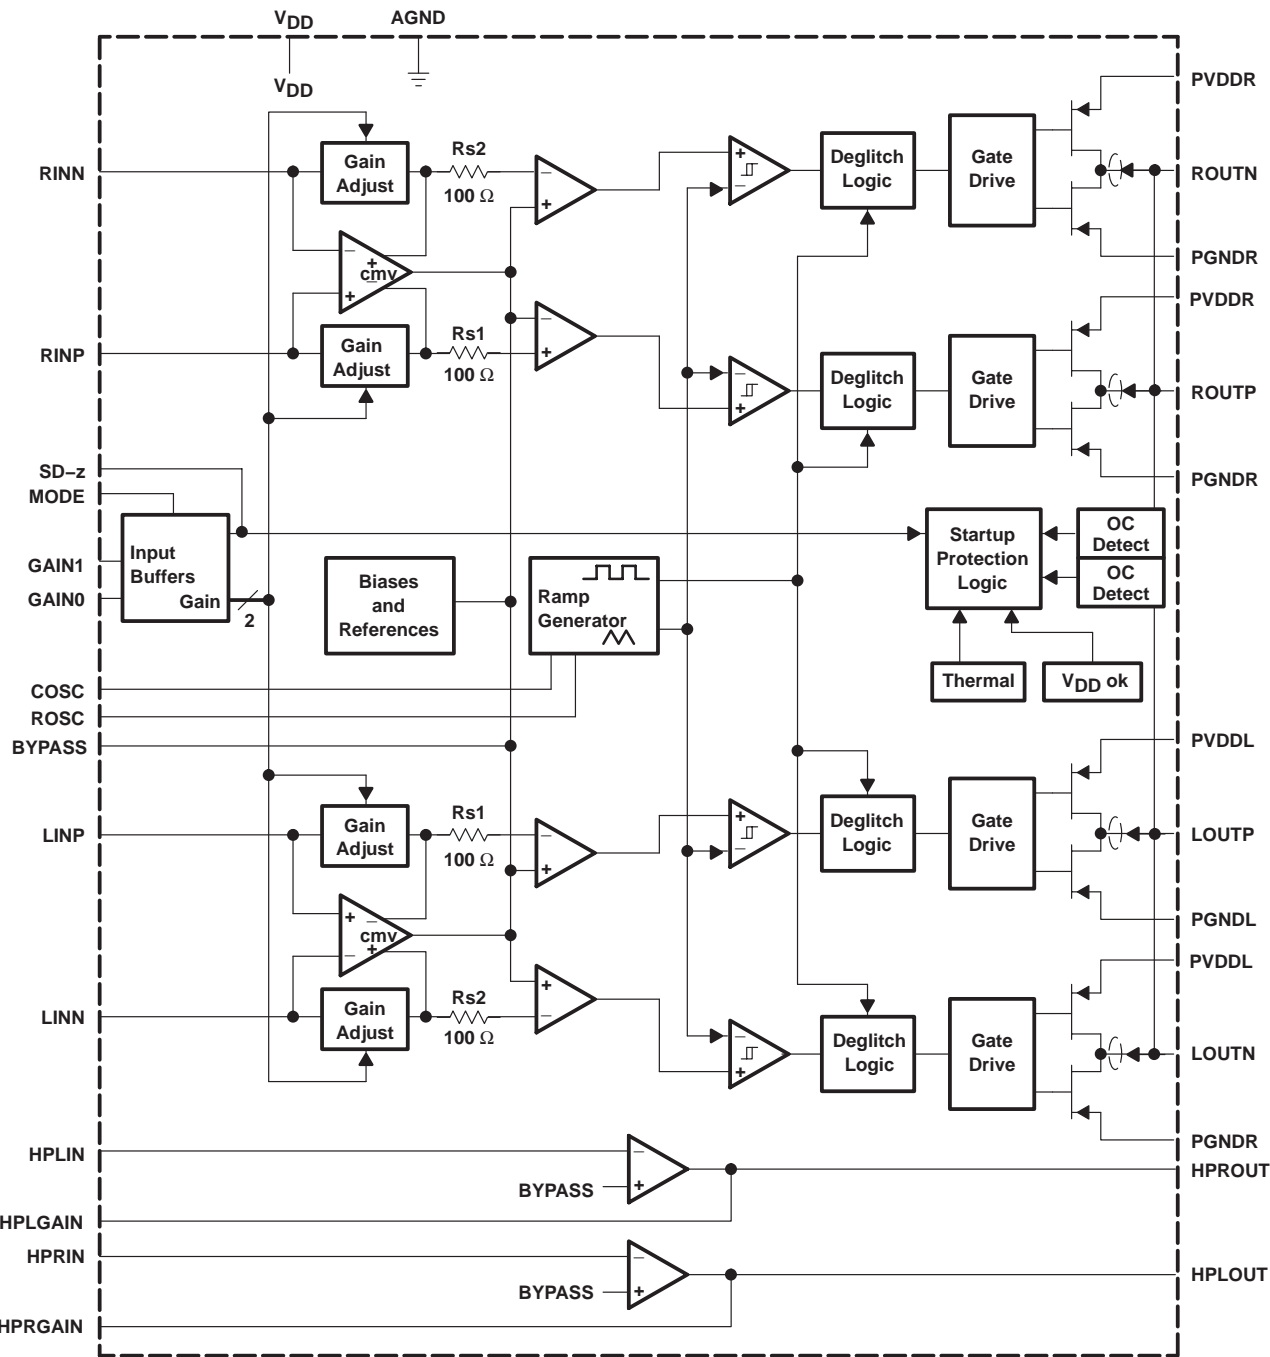 VDD
AGND
VDD
PVDDR
RINN
Gain
Adjust
Rs2
100 Ω
−
+
+
−
Deglitch
Logic
Gate
Drive
ROUTN
−
+
cmv
−
+
PGNDR
PVDDR
RINP
Gain
Adjust
Rs1
100 Ω
−
+
−
+
Deglitch
Logic
Gate
Drive
ROUTP
PGNDR
SD−z
MODE
GAIN1
GAIN0
Input
Buffers
Gain
2
Biases
and
References
Ramp
Generator
Startup
Protection
Logic
OC
Detect
OC
Detect
Thermal
VDD ok
COSC
ROSC
BYPASS
PVDDL
LINP
Gain
Adjust
Rs1
100 Ω
−
+
+
−
Deglitch
Logic
Gate
Drive
LOUTP
+
−
cmv
+
−
PGNDL
PVDDL
LINN
Gain
Adjust
Rs2
100 Ω
+
−
−
+
Deglitch
Logic
Gate
Drive
LOUTN
PGNDR
HPLIN
−
+
BYPASS
HPROUT
HPLGAIN
HPRIN
−
+
BYPASS
HPLOUT
HPRGAIN